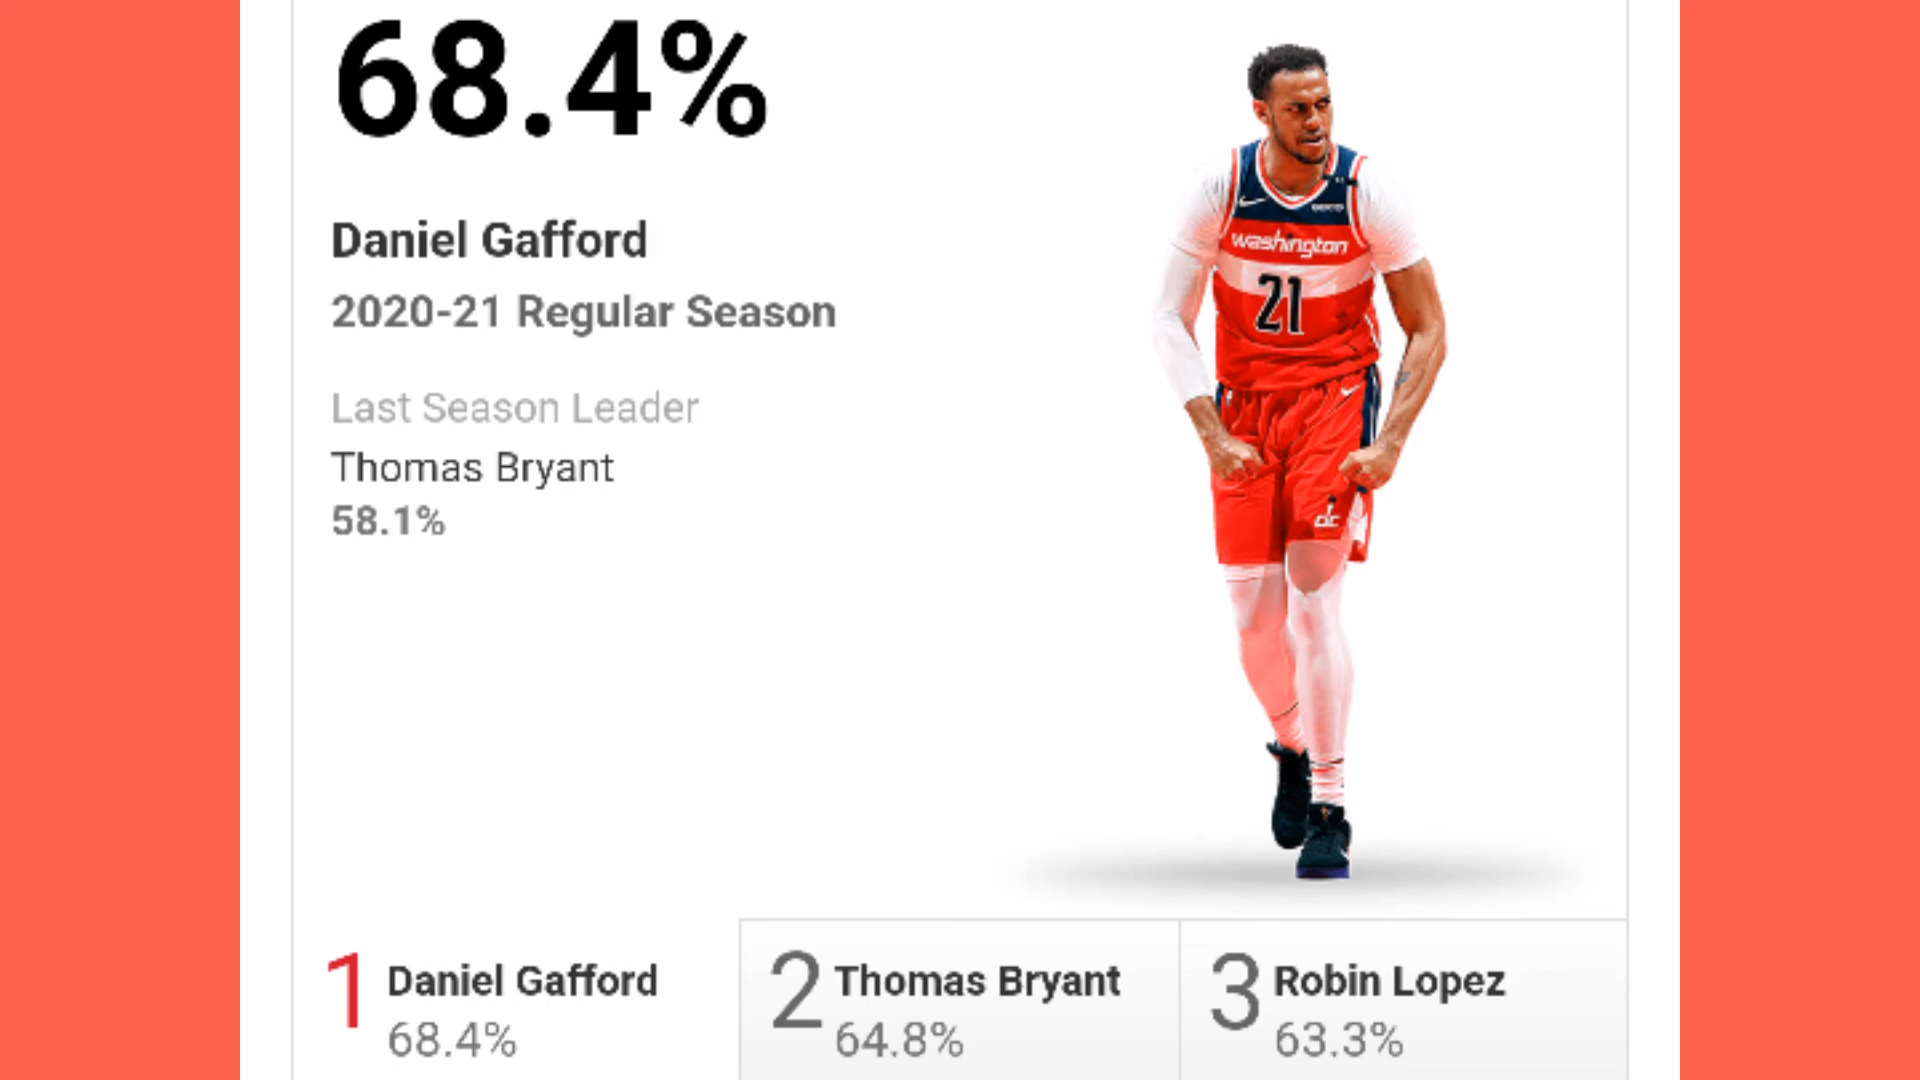 68.4%
Daniel Gafford
2020-21 Regular Season
Last Season Leader
Thomas Bryant
58.1%
washington
21
dc
1 Daniel Gafford
68.4%
2 Thomas Bryant
64.8%
3 Robin Lopez
63.3%